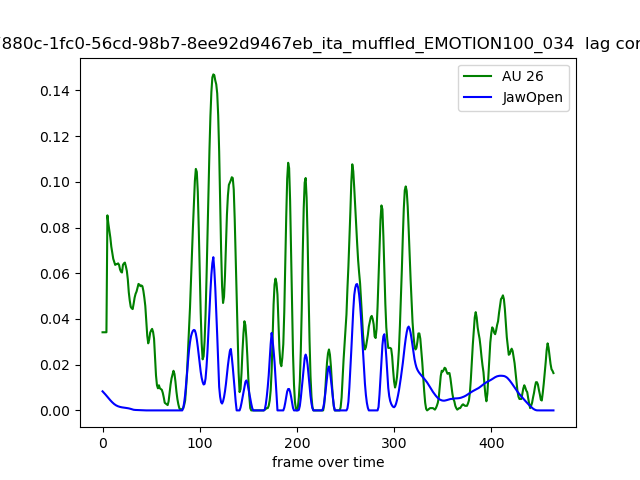 7880c-1fc0-56cd-98b7-8ee92d9467eb_ita_muffled_EMOTION100_034 lag cor
AU 26
JawOpen
0.14
0.12
0.10
0.08
0.06
0.04
0.02
0.00
0 100 200 300 400
frame over time